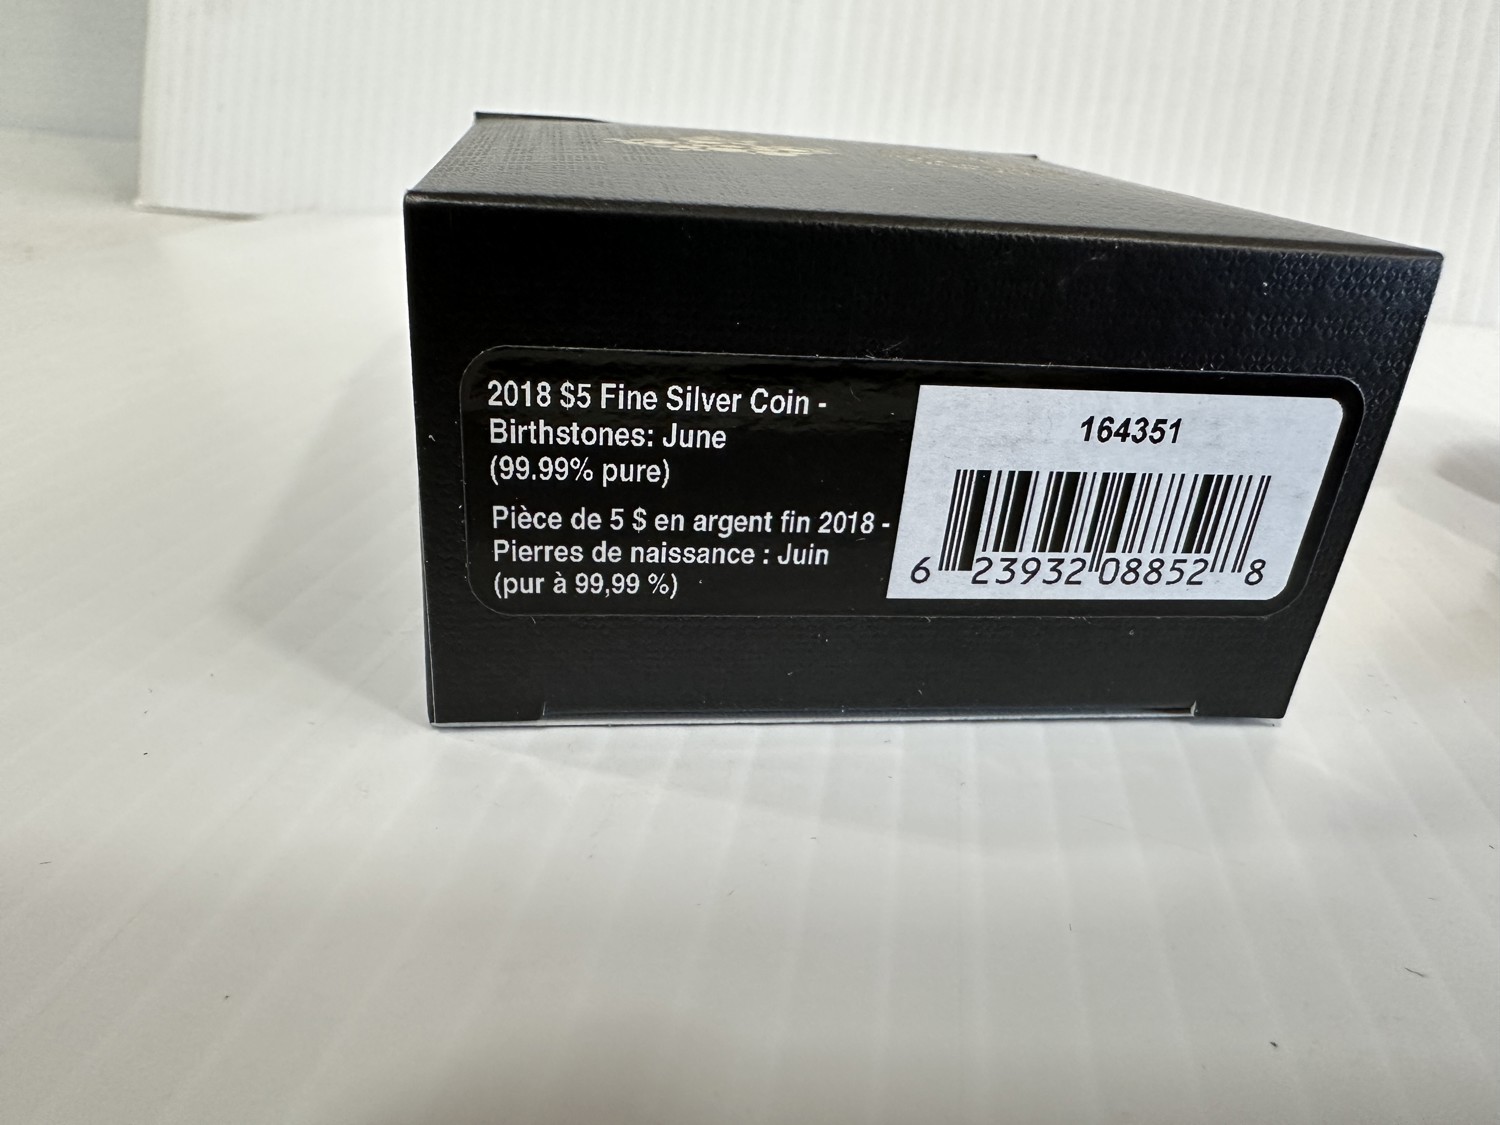 2018 $5 Fine Silver Coin -
Birthstones: June
(99.99% pure)
Pièce de 5 $ en argent fin 2018 -
Pierres de naissance : Juin
(pur à 99,99 %)
164351
6 23932 08852 8